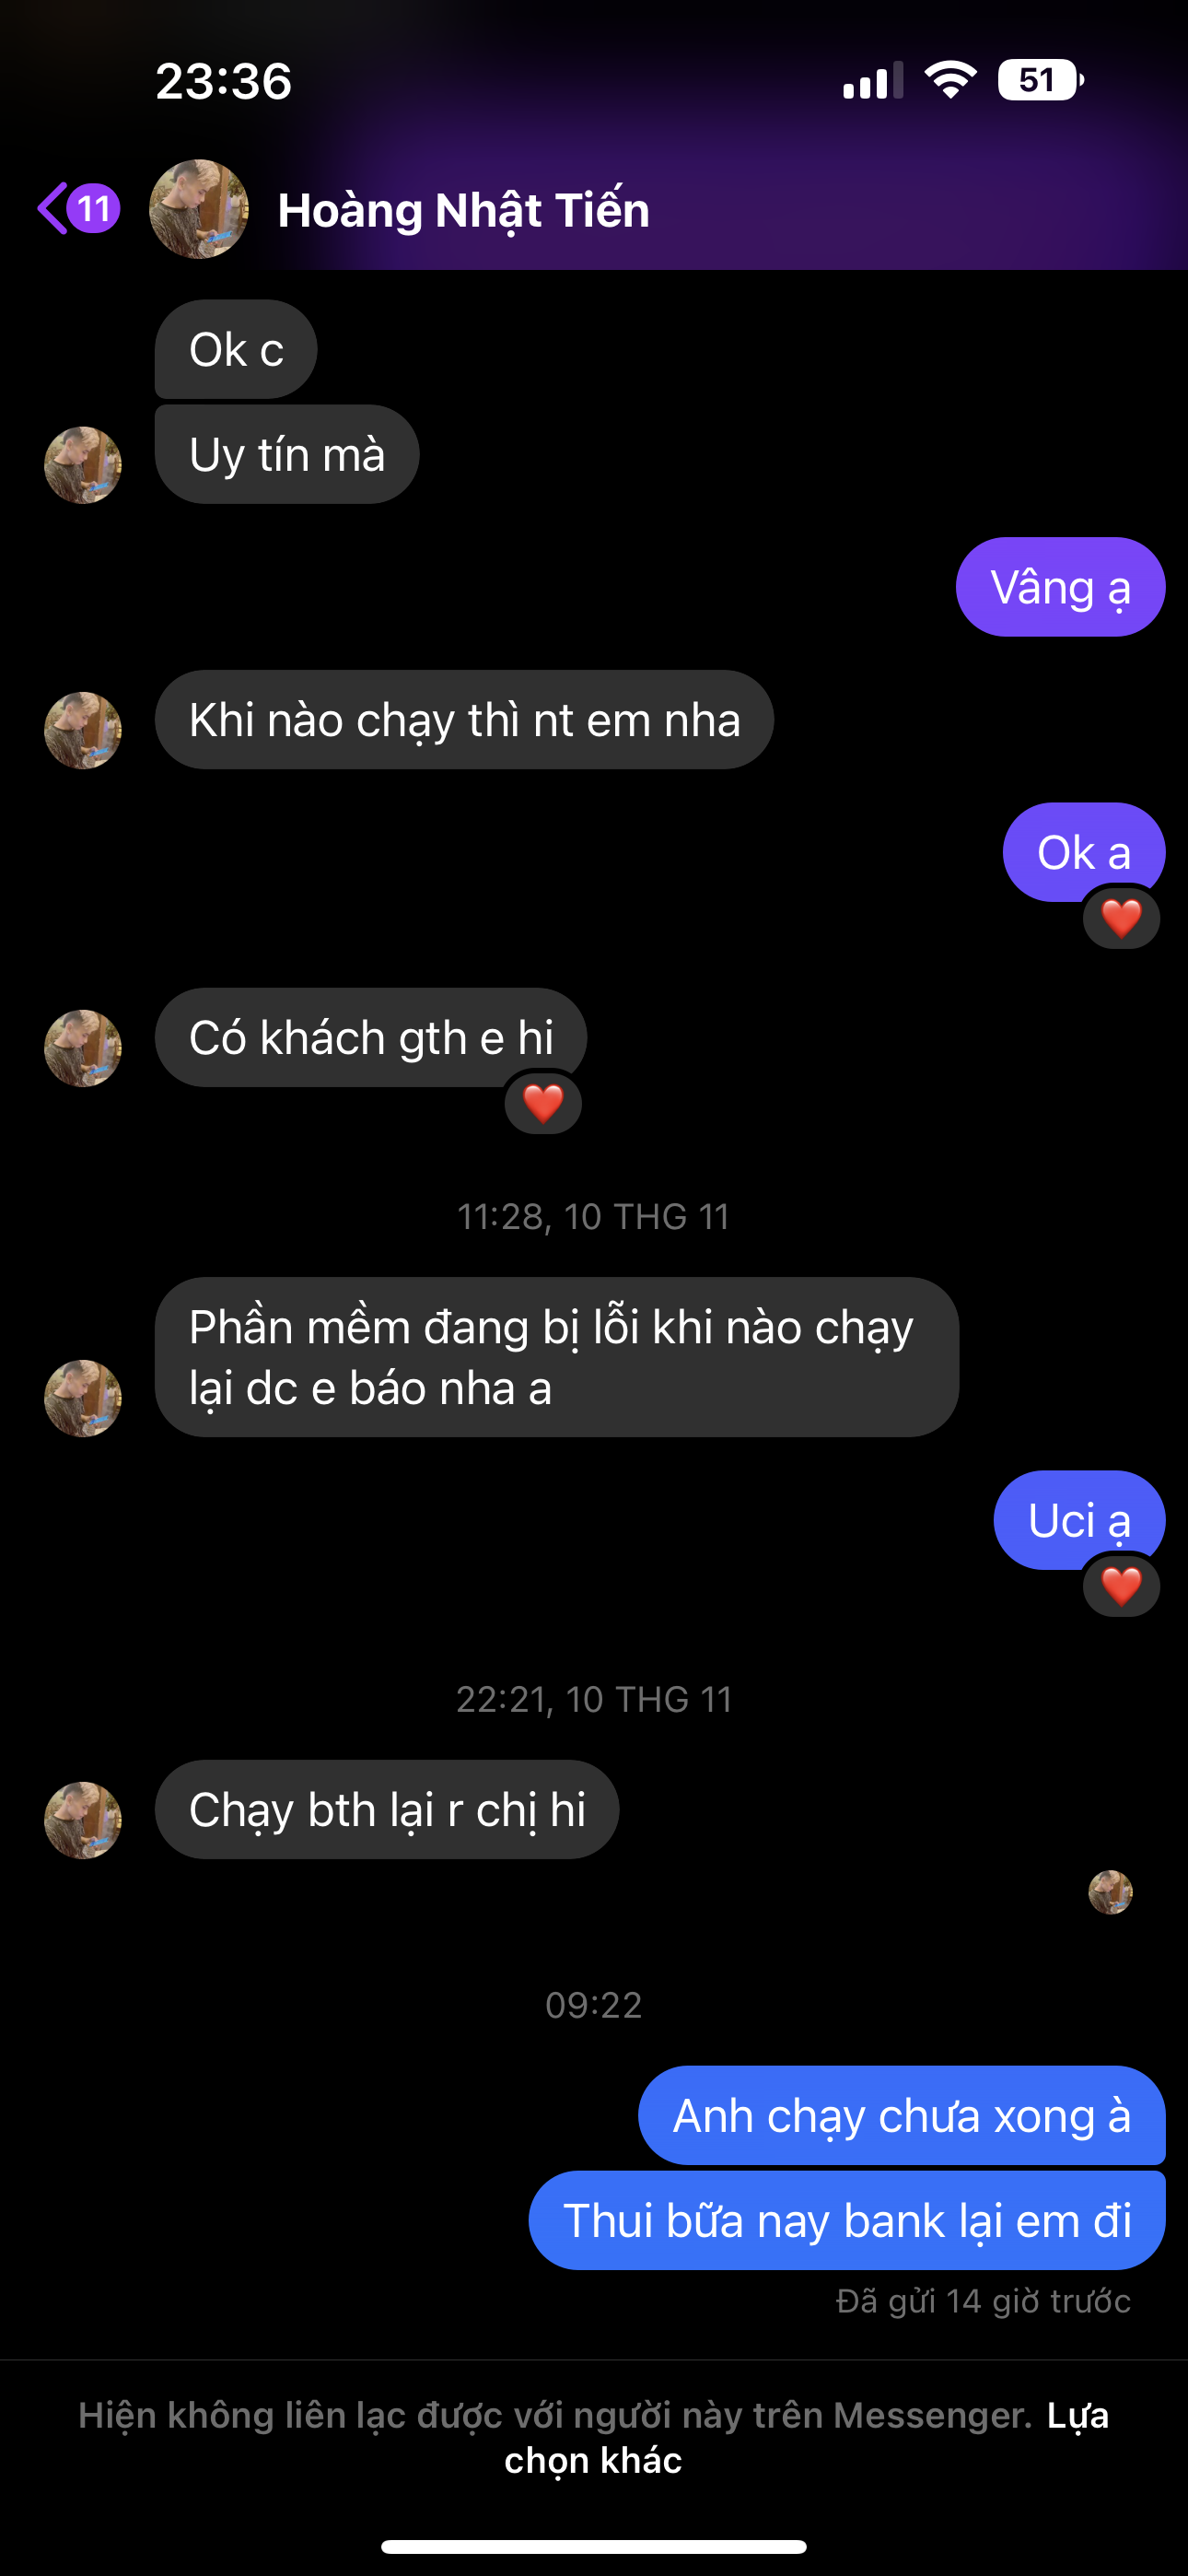 23:36
51
11
Hoàng Nhật Tiến
Ok c
Uy tín mà
Vâng ạ
Khi nào chạy thì nt em nha
Ok a
Có khách gth e hi
11:28, 10 THG 11
Phần mềm đang bị lỗi khi nào chạy
lại dc e báo nha a
Uci ạ
22:21, 10 THG 11
Chạy bth lại r chị hi
09:22
Anh chạy chưa xong à
Thui bữa nay bank lại em đi
Đã gửi 14 giờ trước
Hiện không liên lạc được với người này trên Messenger. Lựa
chọn khác